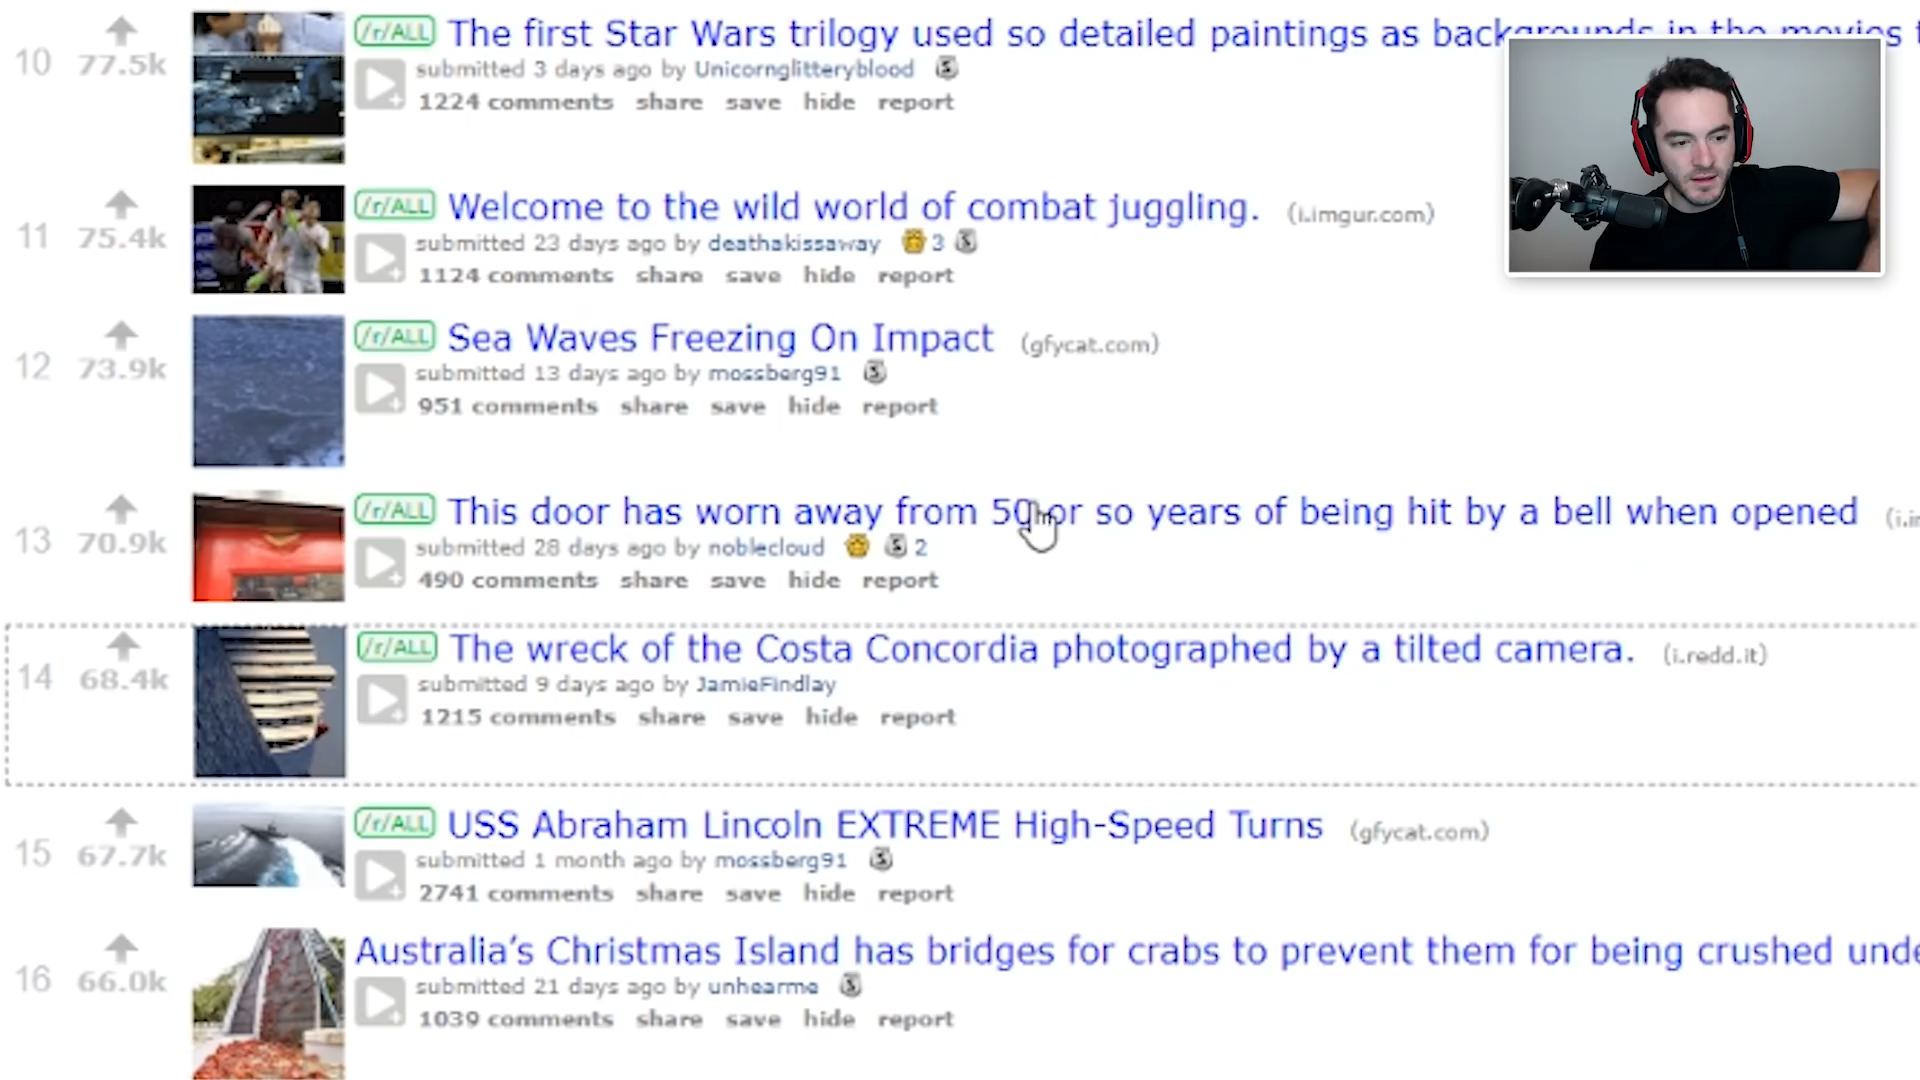 10
77.5k
/r/ALL The first Star Wars trilogy used so detailed paintings as backgrounds in the movies
submitted 3 days ago by Unicornglitteryblood
1224 comments share save hide report
11
75.4k
/r/ALL Welcome to the wild world of combat juggling. (i.imgur.com)
submitted 23 days ago by deathakissaway 3
1124 comments share save hide report
12
73.9k
/r/ALL Sea Waves Freezing On Impact (gfycat.com)
submitted 13 days ago by mossberg91
951 comments share save hide report
13
70.9k
/r/ALL This door has worn away from 50 or so years of being hit by a bell when opened
submitted 28 days ago by noblecloud 2
490 comments share save hide report
14
68.4k
/r/ALL The wreck of the Costa Concordia photographed by a tilted camera. (i.redd.it)
submitted 9 days ago by JamieFindlay
1215 comments share save hide report
15
67.7k
/r/ALL USS Abraham Lincoln EXTREME High-Speed Turns (gfycat.com)
submitted 1 month ago by mossberg91
2741 comments share save hide report
16
66.0k
Australia's Christmas Island has bridges for crabs to prevent them for being crushed unde
submitted 21 days ago by unhearme
1039 comments share save hide report